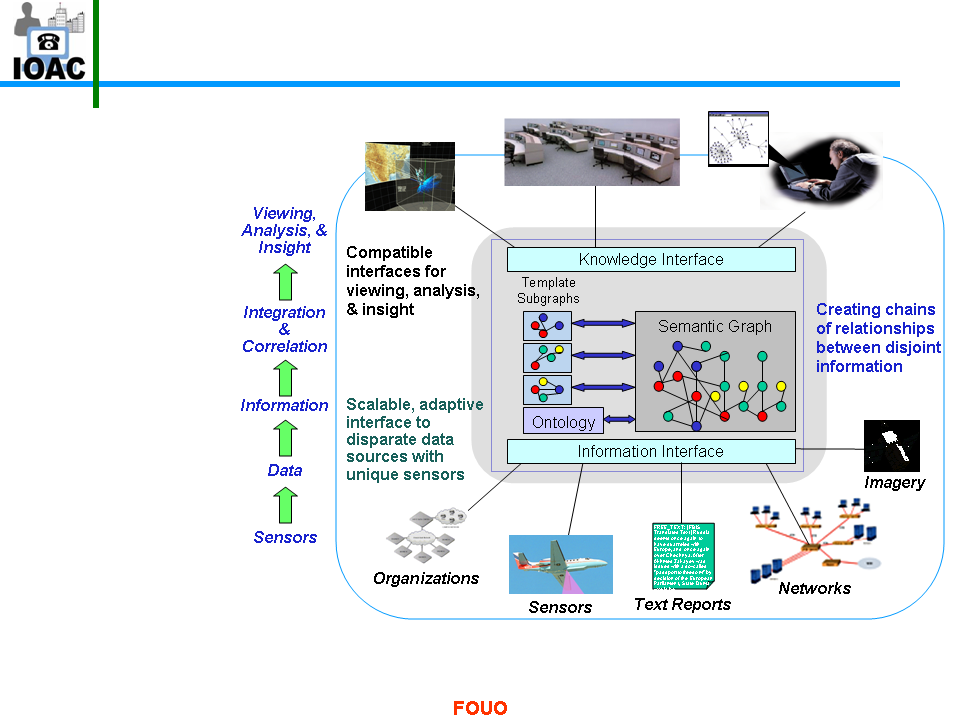 IOAC
Viewing,
Analysis, &
Insight
Integration
&
Correlation
Information
Data
Sensors
Compatible
interfaces for
viewing, analysis,
& insight
Scalable, adaptive
interface to
disparate data
sources with
unique sensors
Knowledge Interface
Template
Subgraphs
Semantic Graph
Ontology
Information Interface
Creating chains
of relationships
between disjoint
information
Imagery
Organizations
Sensors
Text Reports
Networks
FOUO